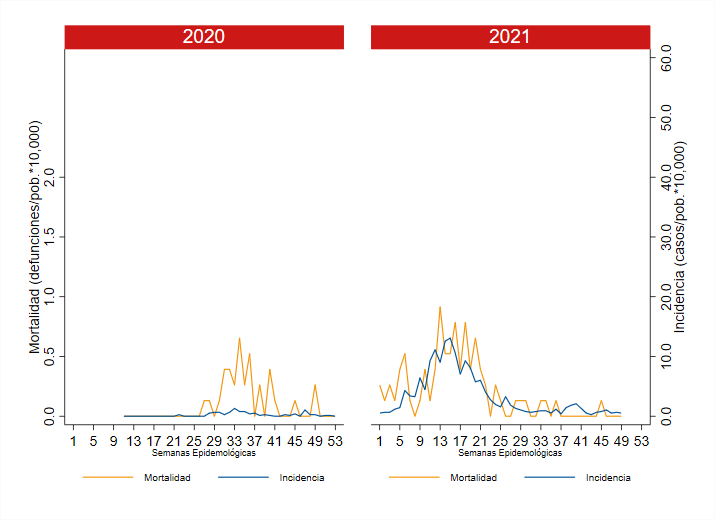 2020
2021
Mortalidad (defunciones/pob.*10,000)
0.0 0.5 1.0 1.5 2.0
Incidencia (casos/pob.*10,000)
0.0 10.0 20.0 30.0 40.0 50.0 60.0
1 5 9 13 17 21 25 29 33 37 41 45 49 53
1 5 9 13 17 21 25 29 33 37 41 45 49 53
Semanas Epidemológicas
Semanas Epidemológicas
Mortalidad Incidencia
Mortalidad Incidencia